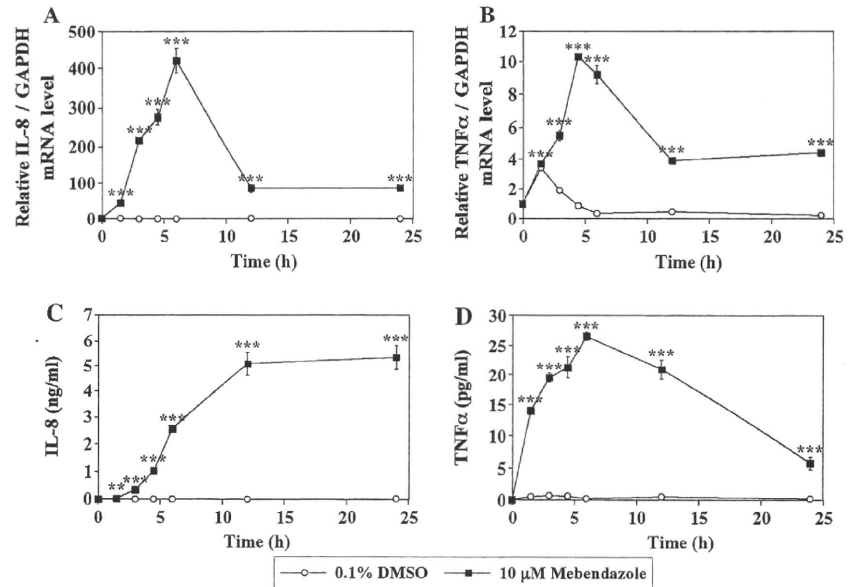 A
Relative IL-8 / GAPDH
mRNA level
500
400
300
200
100
0
***
***
***
***
***
***
0 5 10 15 20 25
Time (h)
B
Relative TNFα / GAPDH
mRNA level
12
10
8
6
4
2
0
***
***
***
***
***
***
0 5 10 15 20 25
Time (h)
C
IL-8 (ng/ml)
7
6
5
4
3
2
1
0
**
***
***
***
***
***
0 5 10 15 20 25
Time (h)
D
TNFα (pg/ml)
30
25
20
15
10
5
0
***
***
***
***
***
***
0 5 10 15 20 25
Time (h)
0.1% DMSO 10 µM Mebendazole